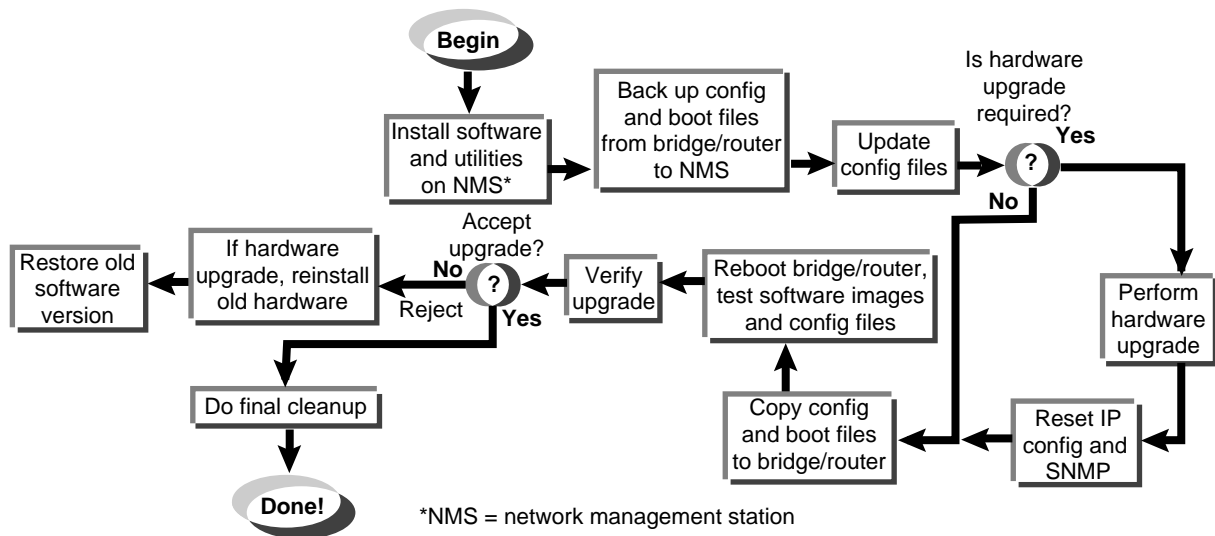 Begin
Install software
and utilities
on NMS*
Back up config
and boot files
from bridge/router
to NMS
Update
config files
Is hardware
upgrade
required?
?
Yes
No
Perform
hardware
upgrade
Reset IP
config and
SNMP
Copy config
and boot files
to bridge/router
Reboot bridge/router,
test software images
and config files
Verify
upgrade
Accept
upgrade?
?
No
Reject
Yes
If hardware
upgrade, reinstall
old hardware
Restore old
software
version
Do final cleanup
Done!
*NMS = network management station